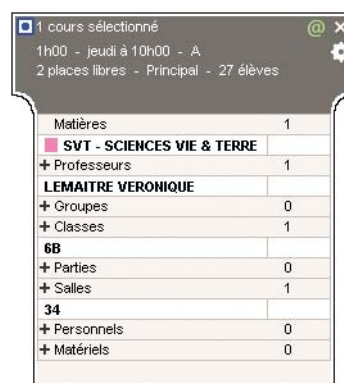 1 cours sélectionné @ ×
1h00 - jeudi à 10h00 - A
2 places libres - Principal - 27 élèves
Matières 1
SVT - SCIENCES VIE & TERRE
+ Professeurs 1
LEMAITRE VERONIQUE
+ Groupes 0
+ Classes 1
6B
+ Parties 0
+ Salles 1
34
+ Personnels 0
+ Matériels 0